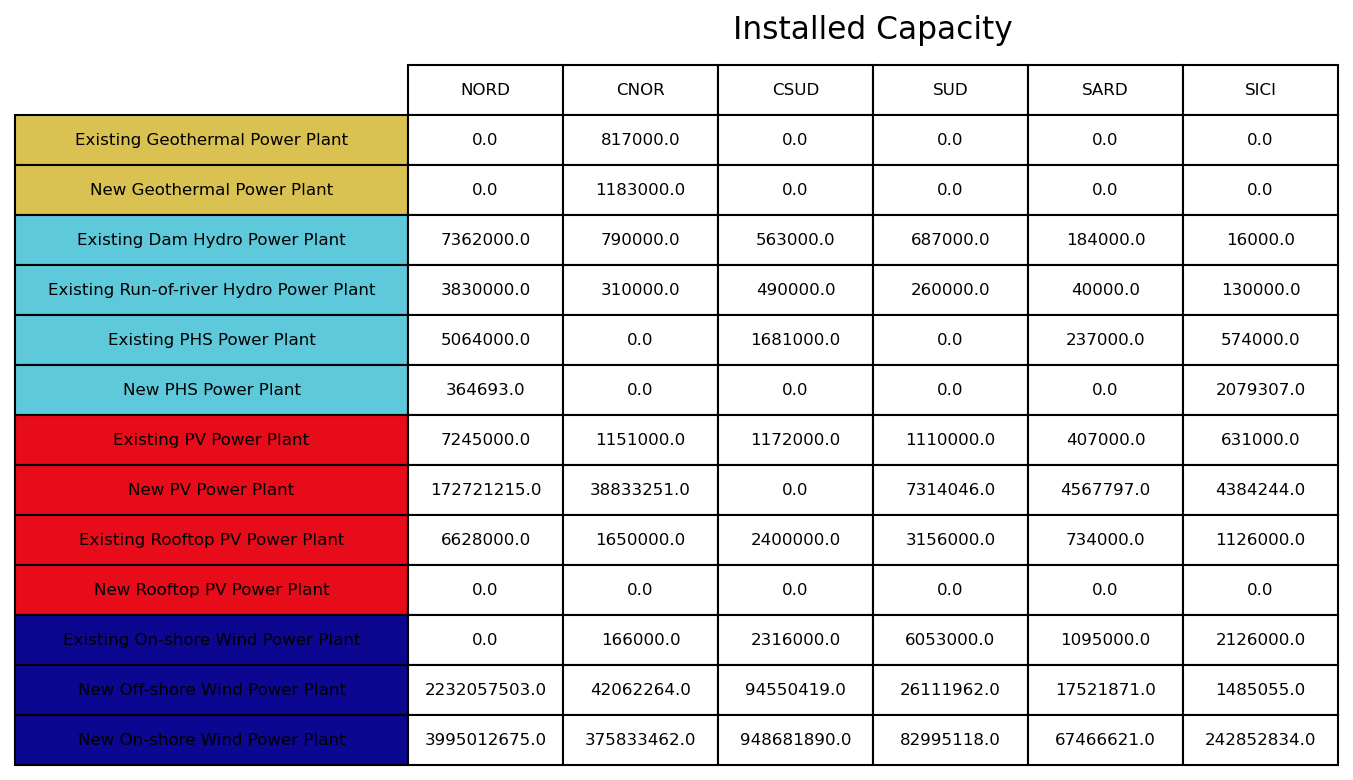 Installed Capacity
NORD CNOR CSUD SUD SARD SICI
Existing Geothermal Power Plant 0.0 817000.0 0.0 0.0 0.0 0.0
New Geothermal Power Plant 0.0 1183000.0 0.0 0.0 0.0 0.0
Existing Dam Hydro Power Plant 7362000.0 790000.0 563000.0 687000.0 184000.0 16000.0
Existing Run-of-river Hydro Power Plant 3830000.0 310000.0 490000.0 260000.0 40000.0 130000.0
Existing PHS Power Plant 5064000.0 0.0 1681000.0 0.0 237000.0 574000.0
New PHS Power Plant 364693.0 0.0 0.0 0.0 0.0 2079307.0
Existing PV Power Plant 7245000.0 1151000.0 1172000.0 1110000.0 407000.0 631000.0
New PV Power Plant 172721215.0 38833251.0 0.0 7314046.0 4567797.0 4384244.0
Existing Rooftop PV Power Plant 6628000.0 1650000.0 2400000.0 3156000.0 734000.0 1126000.0
New Rooftop PV Power Plant 0.0 0.0 0.0 0.0 0.0 0.0
Existing On-shore Wind Power Plant 0.0 166000.0 2316000.0 6053000.0 1095000.0 2126000.0
New Off-shore Wind Power Plant 2232057503.0 42062264.0 94550419.0 26111962.0 17521871.0 1485055.0
New On-shore Wind Power Plant 3995012675.0 375833462.0 948681890.0 82995118.0 67466621.0 242852834.0